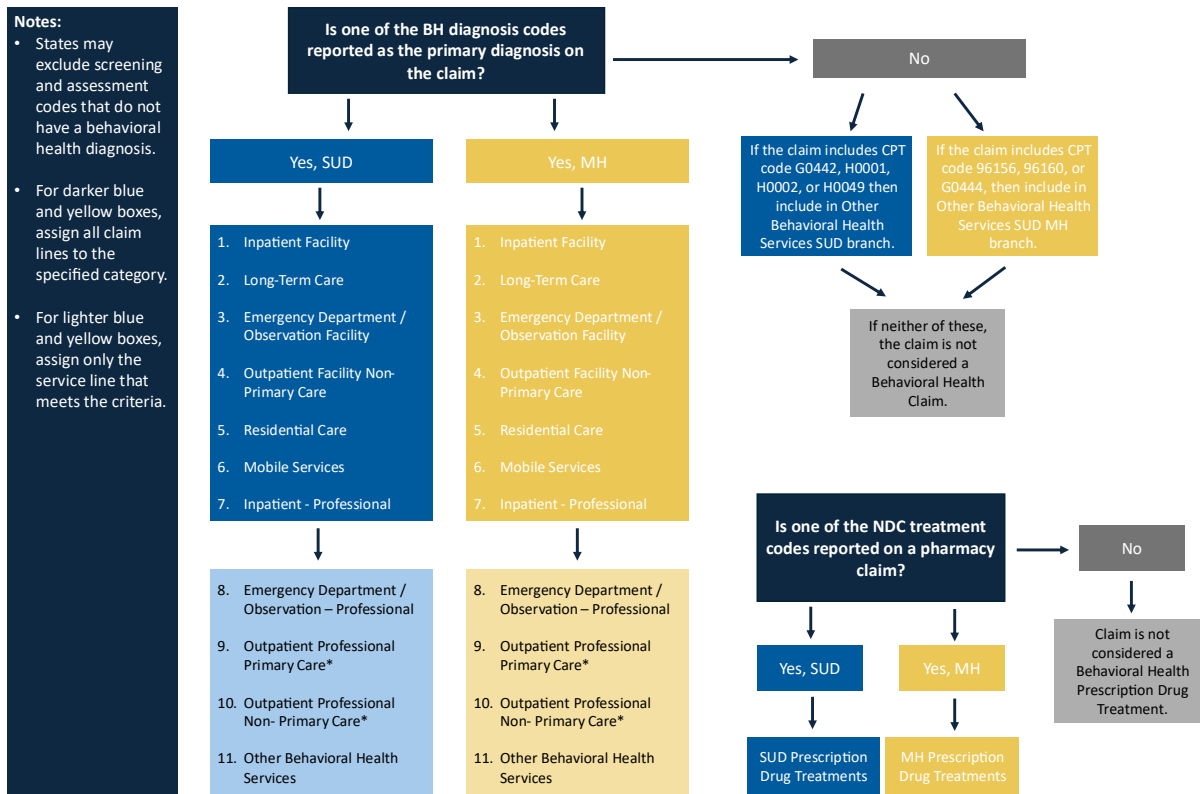 Notes:
• States may
exclude screening
and assessment
codes that do not
have a behavioral
health diagnosis.
• For darker blue
and yellow boxes,
assign all claim
lines to the
specified category.
• For lighter blue
and yellow boxes,
assign only the
service line that
meets the criteria.
Is one of the BH diagnosis codes
reported as the primary diagnosis on
the claim?
No
Yes, SUD
Yes, MH
1. Inpatient Facility
2. Long-Term Care
3. Emergency Department /
Observation Facility
4. Outpatient Facility Non-
Primary Care
5. Residential Care
6. Mobile Services
7. Inpatient - Professional
1. Inpatient Facility
2. Long-Term Care
3. Emergency Department /
Observation Facility
4. Outpatient Facility Non-
Primary Care
5. Residential Care
6. Mobile Services
7. Inpatient - Professional
8. Emergency Department /
Observation – Professional
9. Outpatient Professional
Primary Care*
10. Outpatient Professional
Non- Primary Care*
11. Other Behavioral Health
Services
8. Emergency Department /
Observation – Professional
9. Outpatient Professional
Primary Care*
10. Outpatient Professional
Non- Primary Care*
11. Other Behavioral Health
Services
If the claim includes CPT
code G0442, H0001,
H0002, or H0049 then
include in Other
Behavioral Health
Services SUD branch.
If the claim includes CPT
code 96156, 96160, or
G0444, then include in
Other Behavioral Health
Services SUD MH
branch.
If neither of these,
the claim is not
considered a
Behavioral Health
Claim.
Is one of the NDC treatment
codes reported on a pharmacy
claim?
No
Yes, SUD
Yes, MH
Claim is not
considered a
Behavioral Health
Prescription Drug
Treatment.
SUD Prescription
Drug Treatments
MH Prescription
Drug Treatments